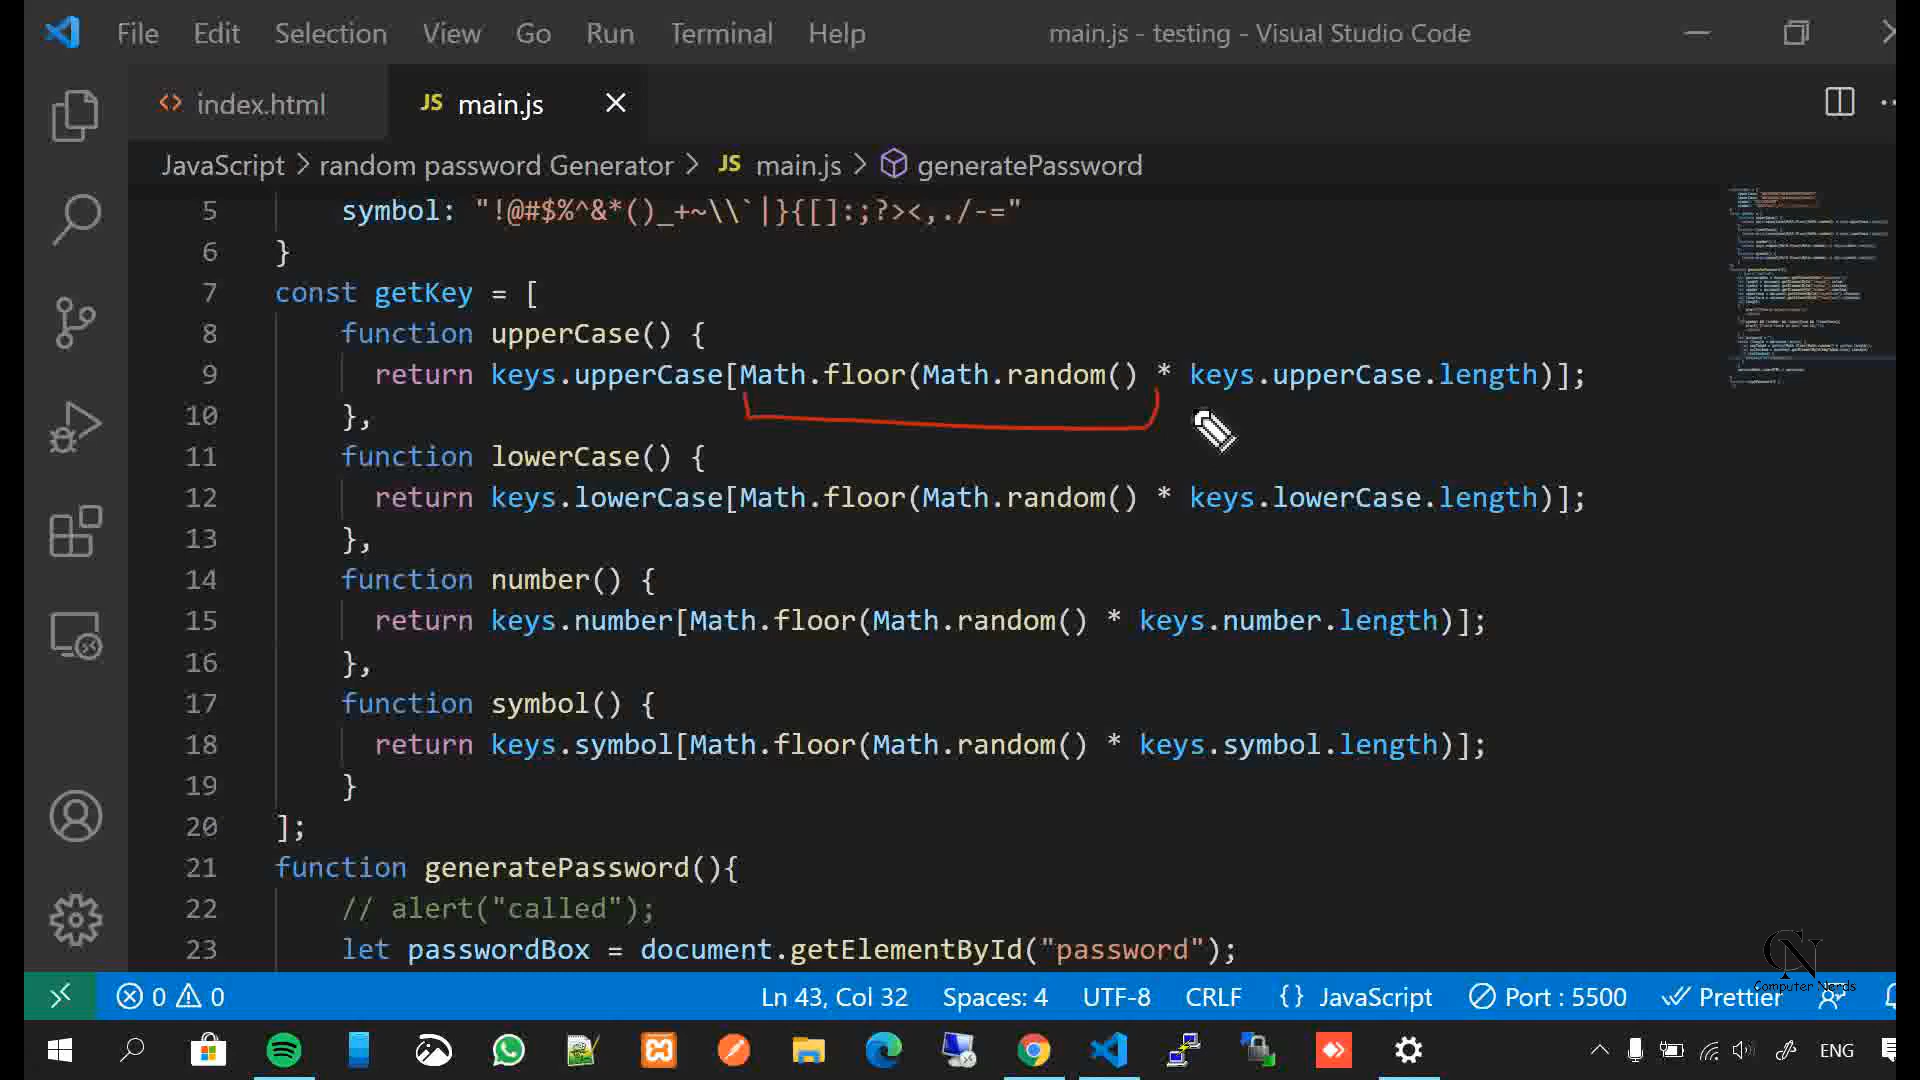 File Edit Selection View Go Run Terminal Help main.js - testing - Visual Studio Code
index.html JS main.js
JavaScript > random password Generator > JS main.js > generatePassword
5 symbol: "!@#$%^&*()_+~\\`|}{[]:;?><,./-="
6 }
7 const getKey = [
8 function upperCase() {
9 return keys.upperCase[Math.floor(Math.random() * keys.upperCase.length)];
10 },
11 function lowerCase() {
12 return keys.lowerCase[Math.floor(Math.random() * keys.lowerCase.length)];
13 },
14 function number() {
15 return keys.number[Math.floor(Math.random() * keys.number.length)];
16 },
17 function symbol() {
18 return keys.symbol[Math.floor(Math.random() * keys.symbol.length)];
19 }
20 ];
21 function generatePassword(){
22 // alert("called");
23 let passwordBox = document.getElementById("password");
CN
Computer Nerds
0 0 Ln 43, Col 32 Spaces: 4 UTF-8 CRLF {} JavaScript Port : 5500 Prettier
ENG